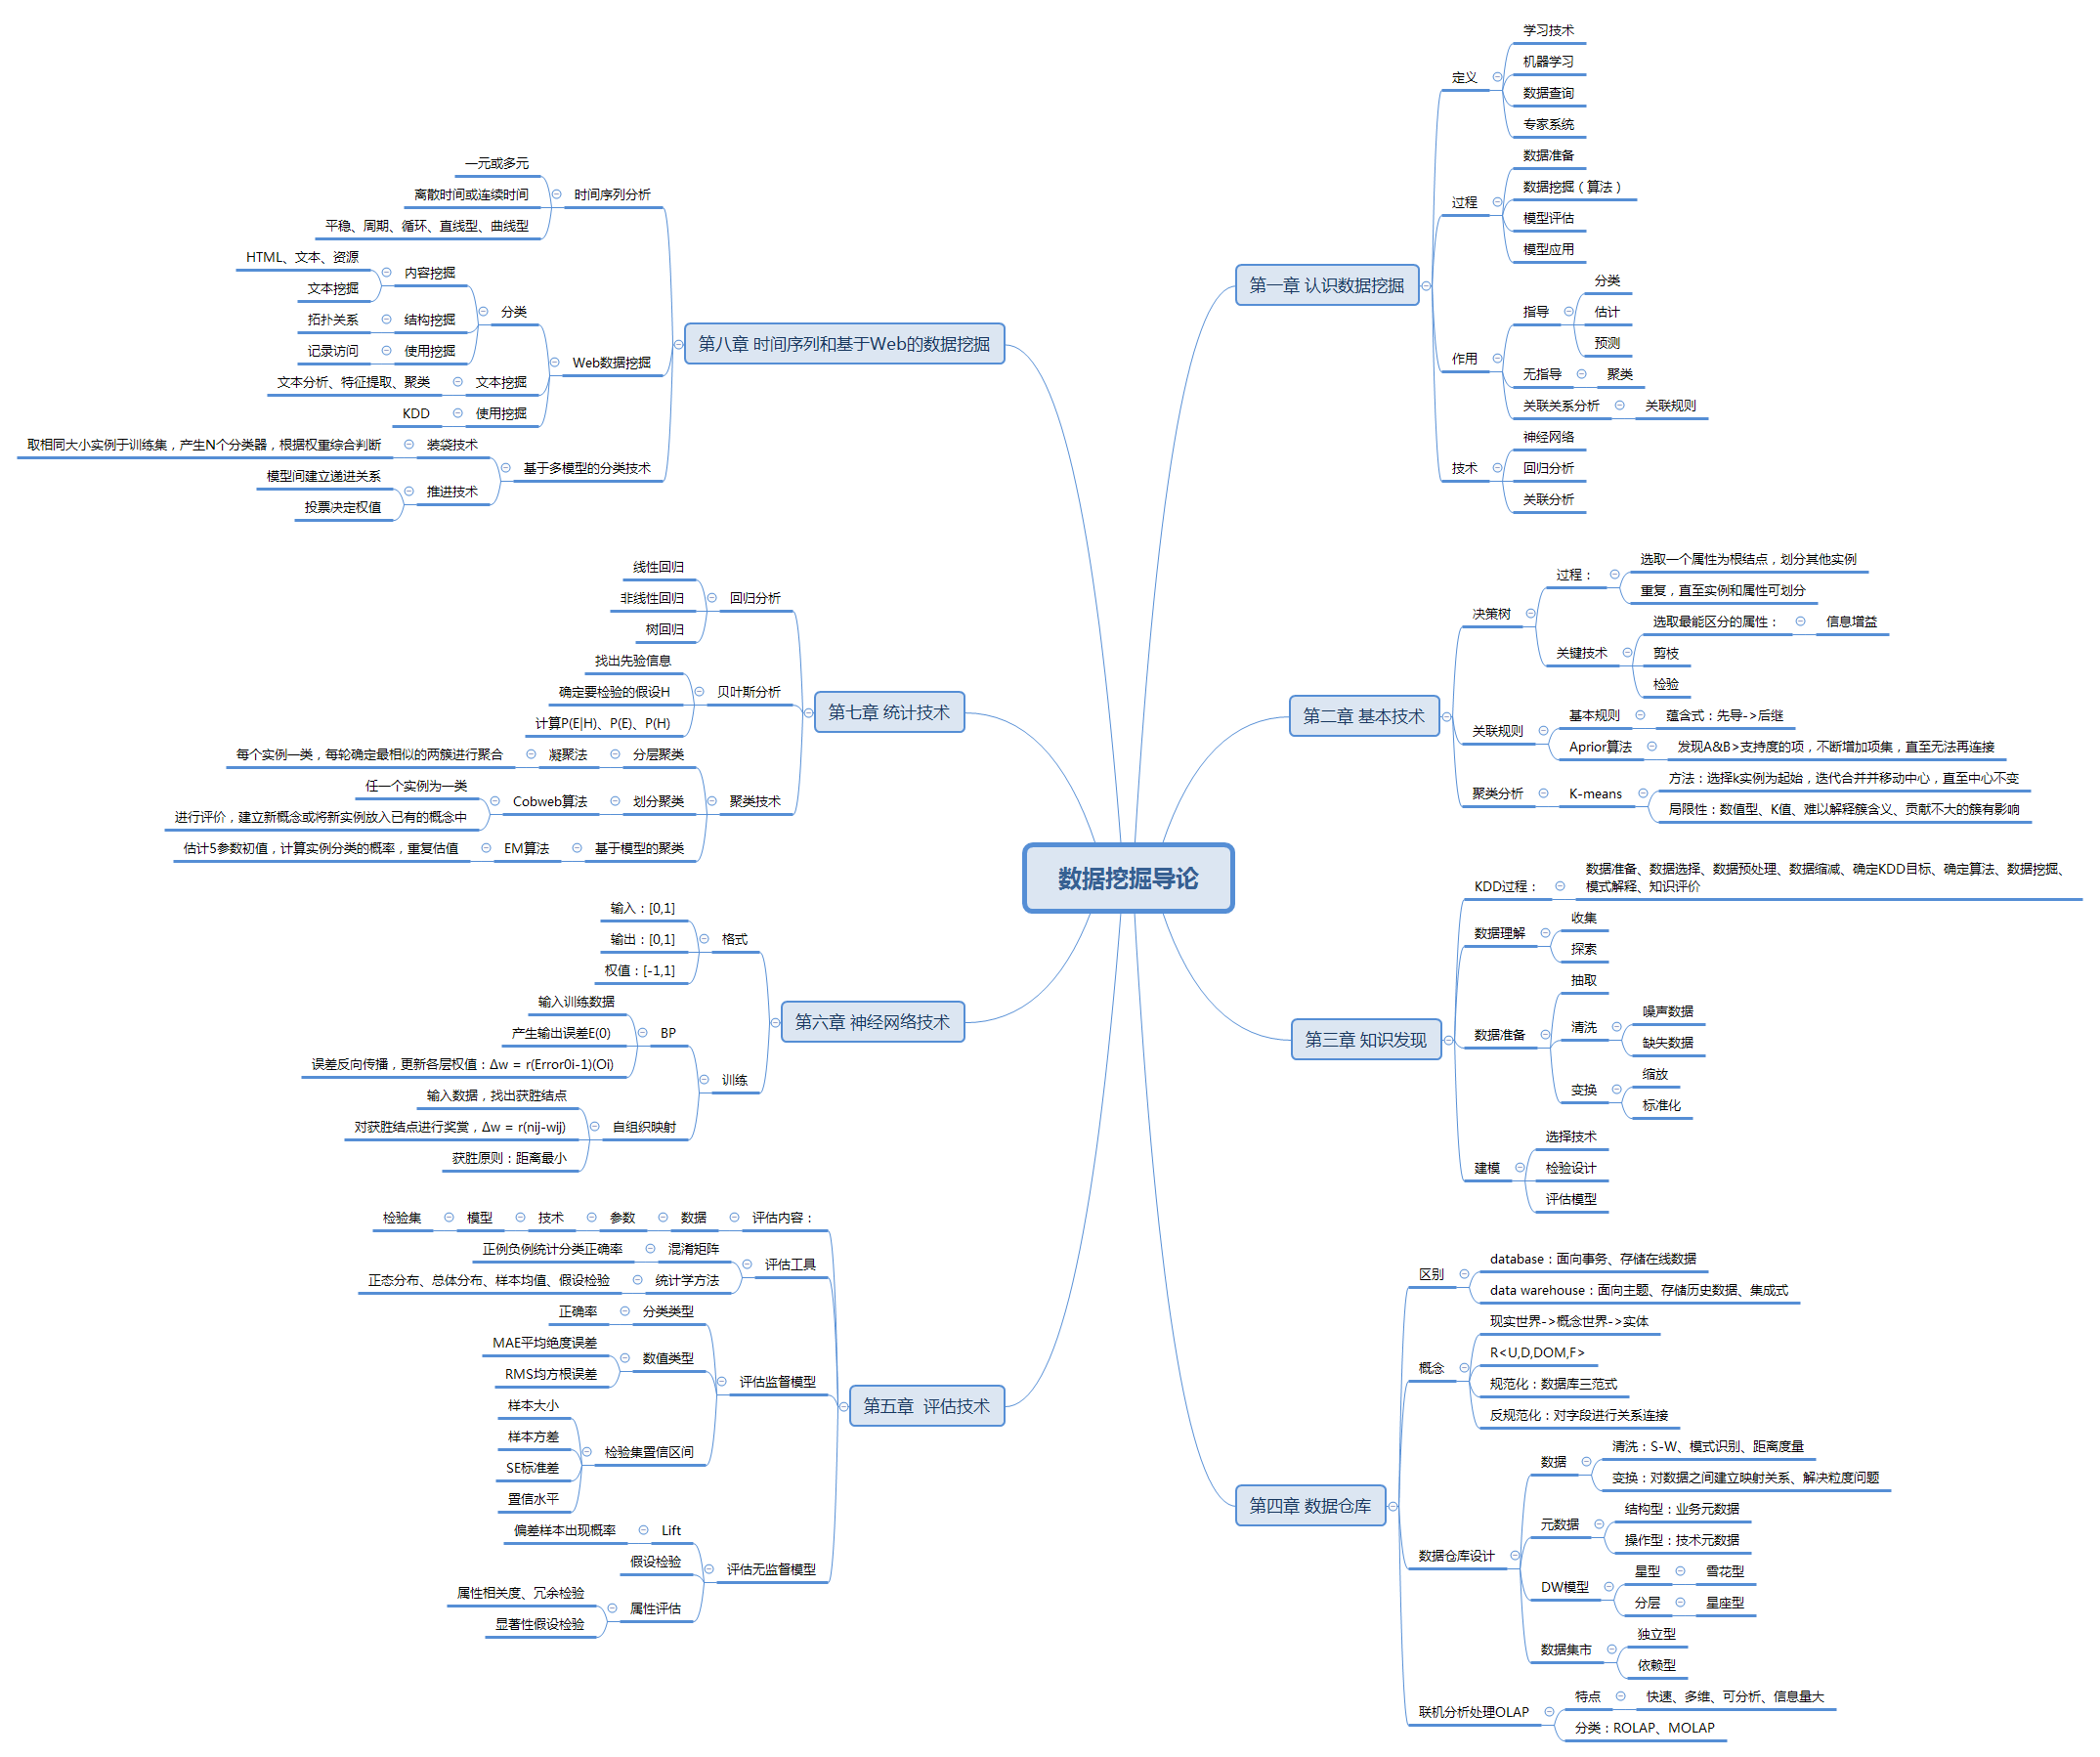 数据挖掘导论
第一章 认识数据挖掘
定义
学习技术
机器学习
数据查询
专家系统
过程
数据准备
数据挖掘（算法）
模型评估
模型应用
作用
指导
分类
估计
预测
无指导
聚类
关联关系分析
关联规则
技术
神经网络
回归分析
关联分析
第二章 基本技术
决策树
过程：
选取一个属性为根结点，划分其他实例
重复，直至实例和属性可划分
关键技术
选取最能区分的属性：
信息增益
剪枝
检验
关联规则
基本规则
蕴含式：先导->后继
Aprior算法
发现A&B>支持度的项，不断增加项集，直至无法再连接
聚类分析
K-means
方法：选择k实例为起始，迭代合并并移动中心，直至中心不变
局限性：数值型、K值、难以解释簇含义、贡献不大的簇有影响
第三章 知识发现
KDD过程：
数据准备、数据选择、数据预处理、数据缩减、确定KDD目标、确定算法、数据挖掘、
模式解释、知识评价
数据理解
收集
探索
数据准备
抽取
清洗
噪声数据
缺失数据
变换
缩放
标准化
建模
选择技术
检验设计
评估模型
第四章 数据仓库
区别
database：面向事务、存储在线数据
data warehouse：面向主题、存储历史数据、集成式
概念
现实世界->概念世界->实体
R<U,D,DOM,F>
规范化：数据库三范式
反规范化：对字段进行关系连接
数据仓库设计
数据
清洗：S-W、模式识别、距离度量
变换：对数据之间建立映射关系、解决粒度问题
元数据
结构型：业务元数据
操作型：技术元数据
DW模型
星型
雪花型
分层
星座型
数据集市
独立型
依赖型
联机分析处理OLAP
特点
快速、多维、可分析、信息量大
分类：ROLAP、MOLAP
第五章 评估技术
评估内容：
数据
参数
技术
模型
检验集
评估工具
混淆矩阵
正例负例统计分类正确率
统计学方法
正态分布、总体分布、样本均值、假设检验
评估监督模型
分类类型
正确率
数值类型
MAE平均绝度误差
RMS均方根误差
检验集置信区间
样本大小
样本方差
SE标准差
置信水平
评估无监督模型
Lift
偏差样本出现概率
假设检验
属性评估
属性相关度、冗余检验
显著性假设检验
第六章 神经网络技术
格式
输入：[0,1]
输出：[0,1]
权值：[-1,1]
训练
BP
输入训练数据
产生输出误差E(0)
误差反向传播，更新各层权值：Δw = r(Error0i-1)(Oi)
自组织映射
输入数据，找出获胜结点
对获胜结点进行奖赏，Δw = r(nij-wij)
获胜原则：距离最小
第七章 统计技术
回归分析
线性回归
非线性回归
树回归
贝叶斯分析
找出先验信息
确定要检验的假设H
计算P(E|H)、P(E)、P(H)
聚类技术
分层聚类
凝聚法
每个实例一类，每轮确定最相似的两簇进行聚合
划分聚类
Cobweb算法
任一个实例为一类
进行评价，建立新概念或将新实例放入已有的概念中
基于模型的聚类
EM算法
估计5参数初值，计算实例分类的概率，重复估值
第八章 时间序列和基于Web的数据挖掘
时间序列分析
一元或多元
离散时间或连续时间
平稳、周期、循环、直线型、曲线型
Web数据挖掘
分类
内容挖掘
HTML、文本、资源
文本挖掘
结构挖掘
拓扑关系
使用挖掘
记录访问
文本挖掘
文本分析、特征提取、聚类
使用挖掘
KDD
基于多模型的分类技术
装袋技术
取相同大小实例于训练集，产生N个分类器，根据权重综合判断
推进技术
模型间建立递进关系
投票决定权值